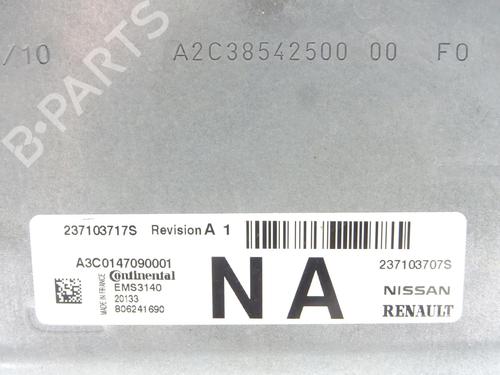 /10 A2C38542500 00 F0
B-PARTS
237103717S Revision A 1
A3C0147090001
Continental
EMS3140
20133
806241690
MADE IN FRANCE
NA
237103707S
NISSAN
RENAULT